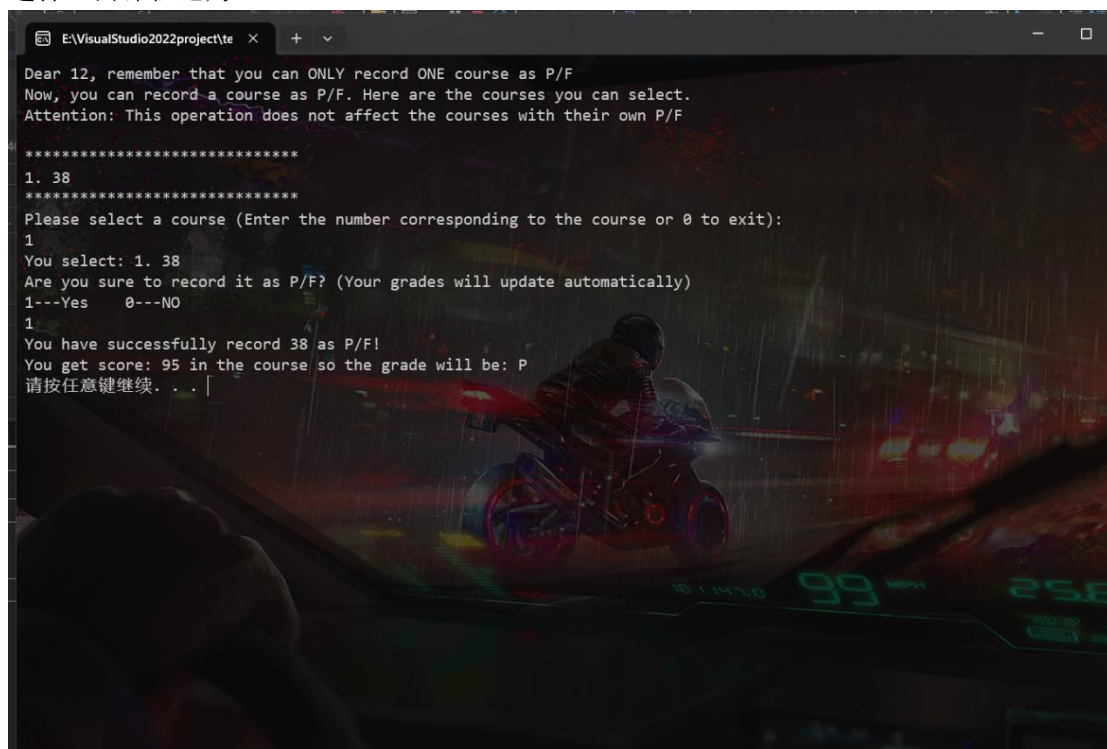 E:\VisualStudio2022project\te
Dear 12, remember that you can ONLY record ONE course as P/F
Now, you can record a course as P/F. Here are the courses you can select.
Attention: This operation does not affect the courses with their own P/F
******************************
1. 38
******************************
Please select a course (Enter the number corresponding to the course or 0 to exit):
1
You select: 1. 38
Are you sure to record it as P/F? (Your grades will update automatically)
1---Yes    0---NO
1
You have successfully record 38 as P/F!
You get score: 95 in the course so the grade will be: P
请按任意键继续. . .
99 MPH